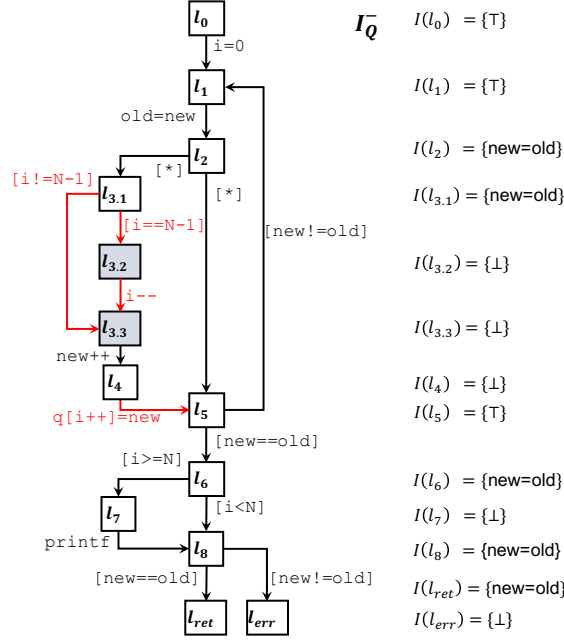 l0 I⁻Q I(l0) = {⊤}
i=0
l1 I(l1) = {⊤}
old=new
l2 I(l2) = {new=old}
[*]
[i!=N-1] l3.1 [*] I(l3.1) = {new=old}
[i==N-1] [new!=old]
l3.2 I(l3.2) = {⊥}
i--
l3.3 I(l3.3) = {⊥}
new++
l4 I(l4) = {⊥}
q[i++]=new l5 I(l5) = {⊤}
[new==old]
[i>=N] l6 I(l6) = {new=old}
l7 [i<N] I(l7) = {⊥}
printf l8 I(l8) = {new=old}
[new==old] [new!=old] I(lret) = {new=old}
lret lerr I(lerr) = {⊥}